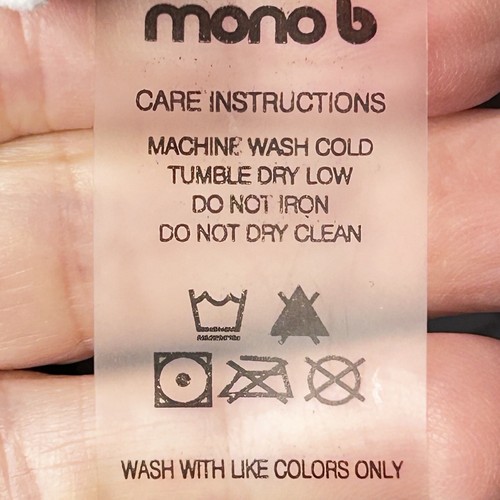 mono b
CARE INSTRUCTIONS
MACHINE WASH COLD
TUMBLE DRY LOW
DO NOT IRON
DO NOT DRY CLEAN
WASH WITH LIKE COLORS ONLY